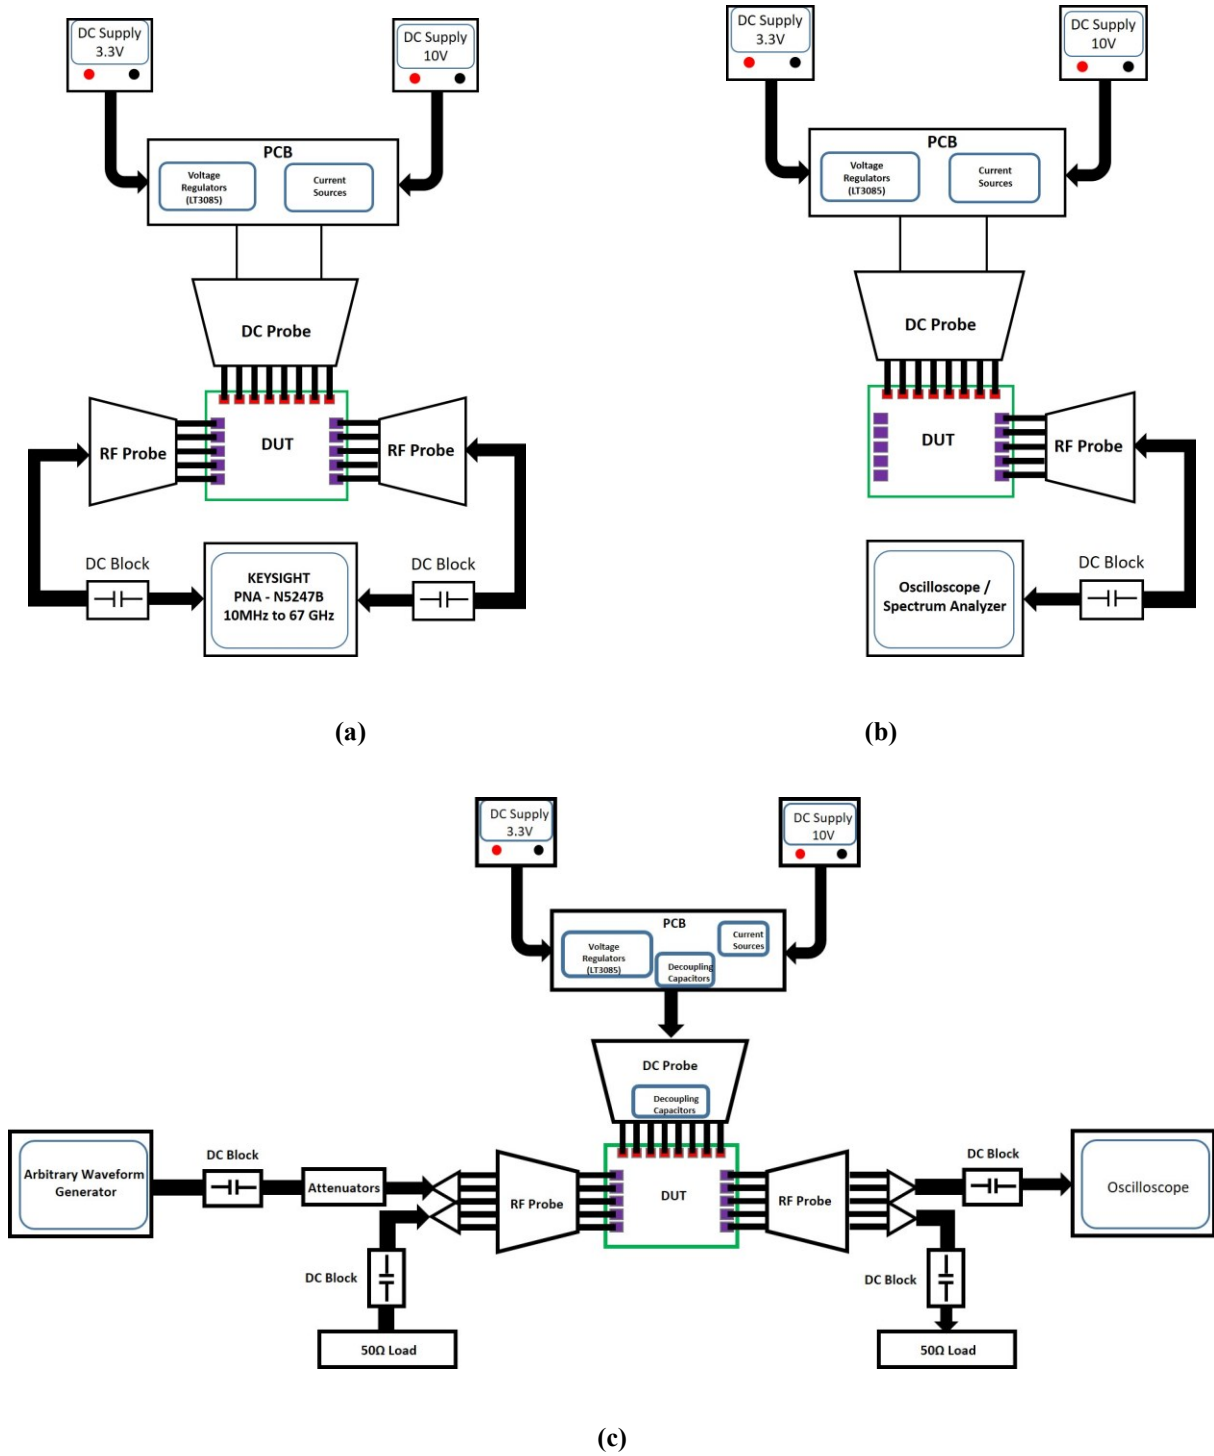 DC Supply
3.3V
DC Supply
10V
PCB
Voltage
Regulators
(LT3085)
Current
Sources
DC Probe
RF Probe
DUT
RF Probe
DC Block
KEYSIGHT
PNA - N5247B
10MHz to 67 GHz
DC Block
(a)
DC Supply
3.3V
DC Supply
10V
PCB
Voltage
Regulators
(LT3085)
Current
Sources
DC Probe
DUT
RF Probe
Oscilloscope /
Spectrum Analyzer
DC Block
(b)
DC Supply
3.3V
DC Supply
10V
PCB
Voltage
Regulators
(LT3085)
Current
Sources
Decoupling
Capacitors
DC Probe
Decoupling
Capacitors
Arbitrary Waveform
Generator
DC Block
Attenuators
RF Probe
DUT
RF Probe
DC Block
Oscilloscope
DC Block
50Ω Load
DC Block
50Ω Load
(c)